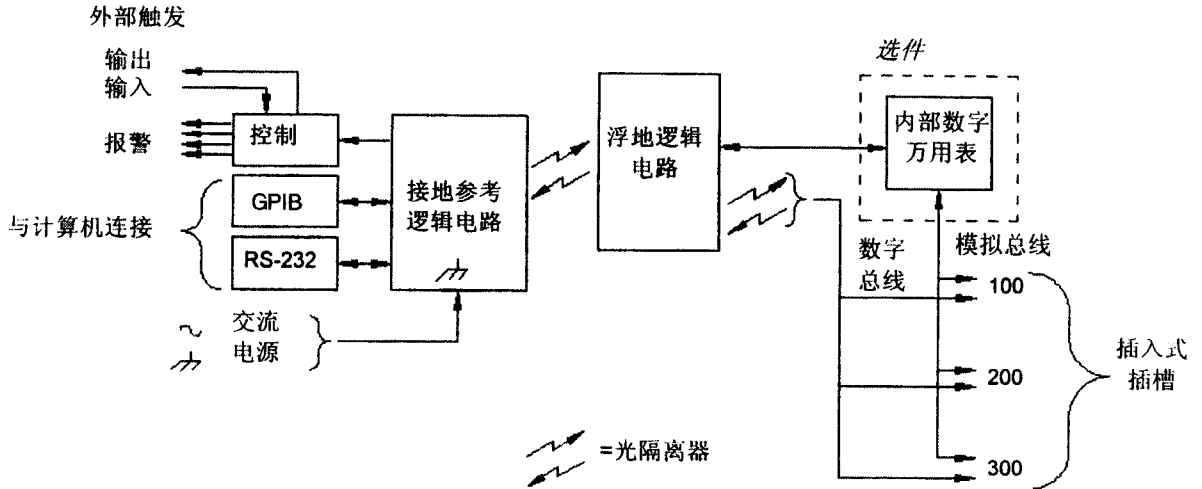 外部触发
输出
输入
报警
控制
GPIB
RS-232
与计算机连接
交流
电源
接地参考
逻辑电路
浮地逻辑
电路
选件
内部数字
万用表
数字
总线
模拟总线
100
200
300
插入式
插槽
=光隔离器